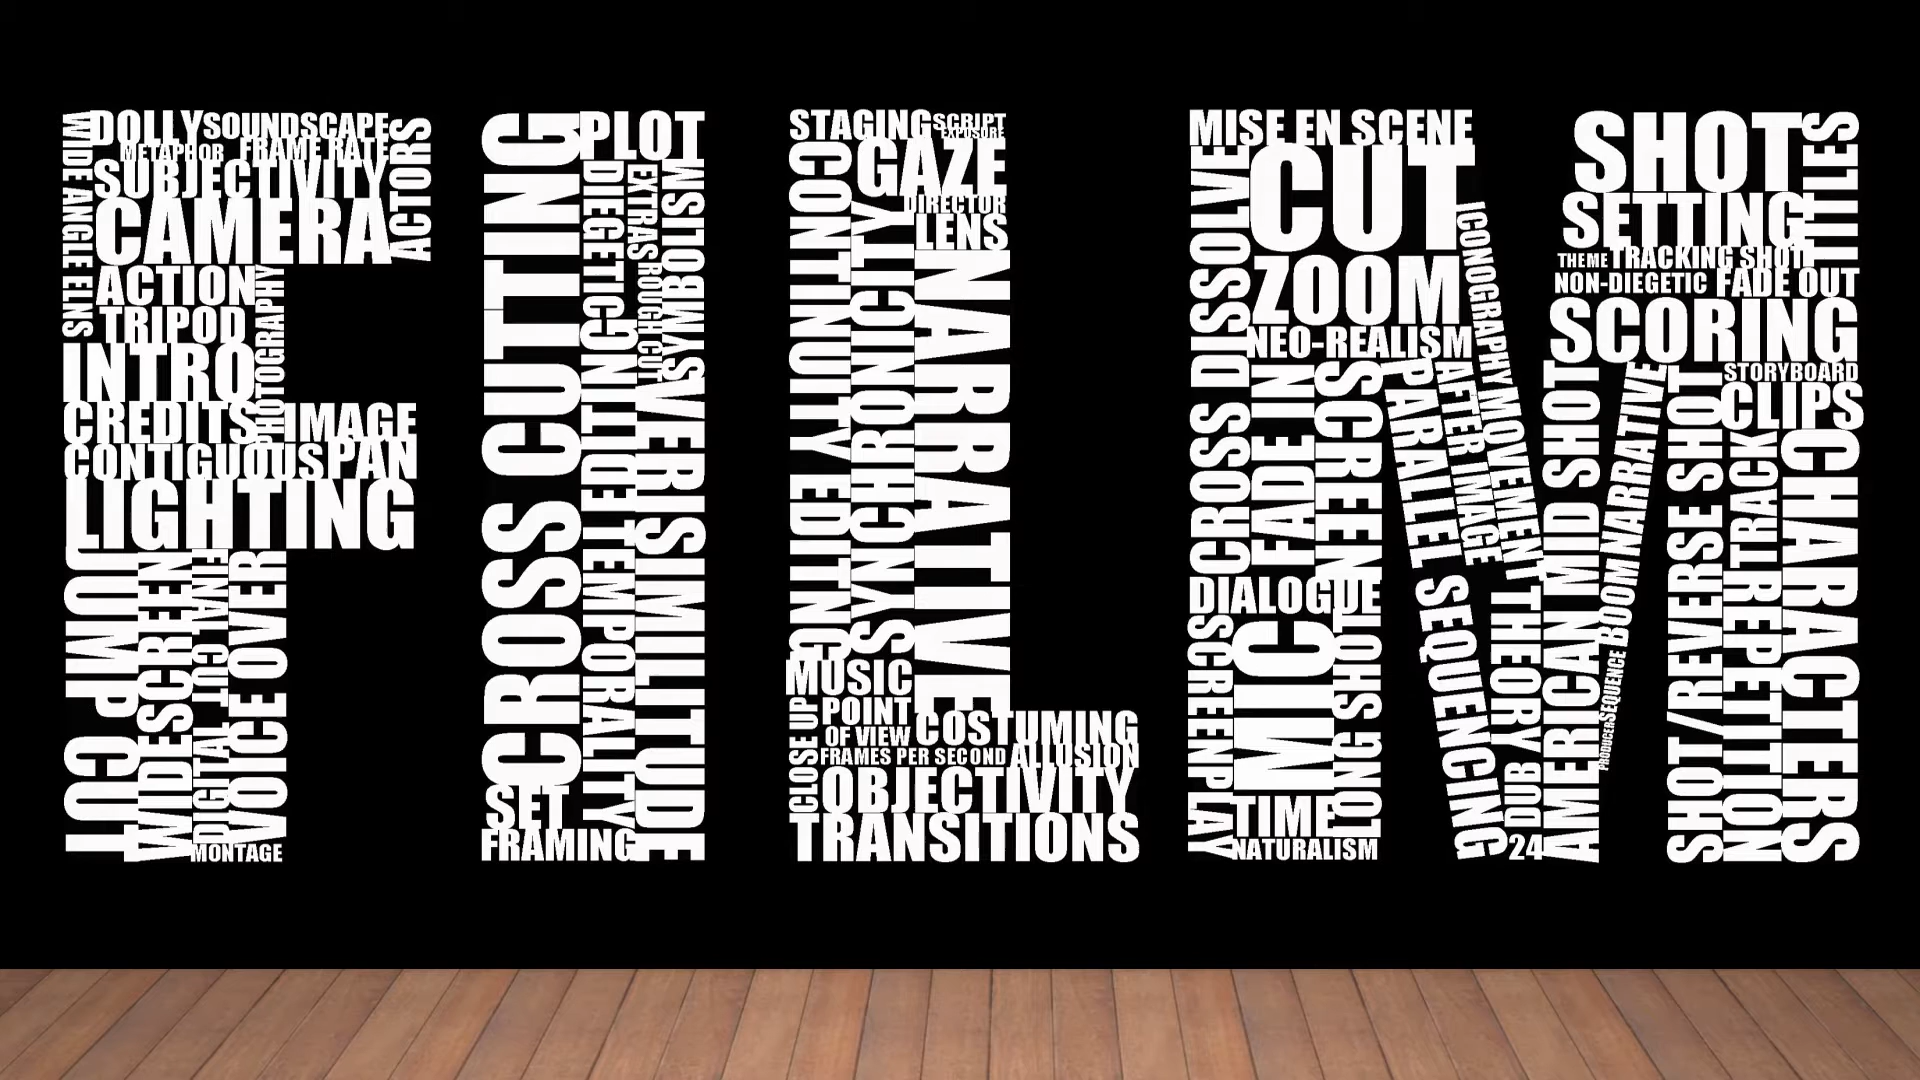 WIDE ANGLE ELNS
DOLLY
SOUNDSCAPE
METAPHOR
FRAME RATE
SUBJECTIVITY
CAMERA
ACTORS
ACTION
TRIPOD
PHOTOGRAPHY
INTRO
CREDITS
IMAGE
CONTIGUOUS
PAN
LIGHTING
JUMP CUT
WIDESCREEN
DIGITAL
FINAL CUT
VOICE OVER
MONTAGE
CROSS CUTTING
PLOT
DIEGETIC
EXTRAS
ROUGH CUT
SYMBOLISM
CONTINUITE TEMPORALITY
VERISIMILITUDE
SET
FRAMING
STAGING
SCRIPT
EXPOSURE
CONTINUITY EDITING
GAZE
DIRECTOR
LENS
SYNCHRONICITY
NARRATIVE
MUSIC
CLOSE UP
POINT
OF VIEW
COSTUMING
FRAMES PER SECOND
ALLUSION
OBJECTIVITY
TRANSITIONS
MISE EN SCENE
CROSS DISSOLVE
CUT
ZOOM
NEO-REALISM
ICONOGRAPHY
FADE IN
SCREEN
PARALLEL SEQUENCING
AFTER IMAGE
MOVEMENT
DIALOGUE
SCREENPLAY
MIC
LONG SHOT
TIME
NATURALISM
THEORY
DUB
24
SHOT
TITLES
SETTING
THEME
TRACKING SHOT
NON-DIEGETIC
FADE OUT
SCORING
AMERICAN MID SHOT
NARRATIVE
BOOM
SEQUENCE
PRODUCER
SHOT/REVERSE SHOT
STORYBOARD
CLIPS
TRACK
REPETITION
CHARACTERS